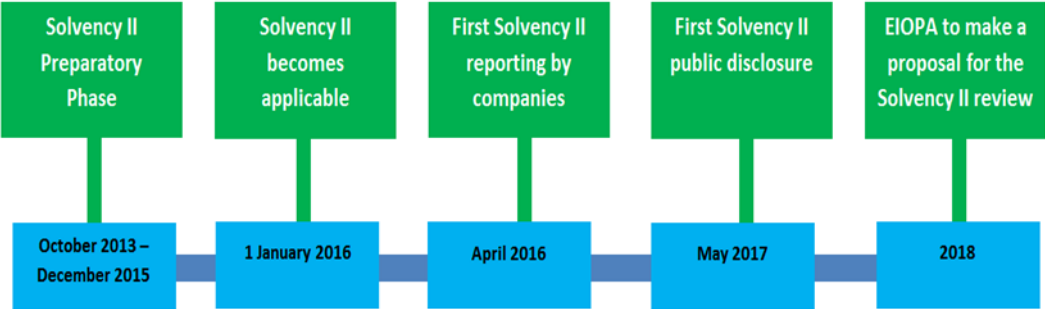 Solvency II
Preparatory
Phase
Solvency II
becomes
applicable
First Solvency II
reporting by
companies
First Solvency II
public disclosure
EIOPA to make a
proposal for the
Solvency II review
October 2013 –
December 2015
1 January 2016
April 2016
May 2017
2018